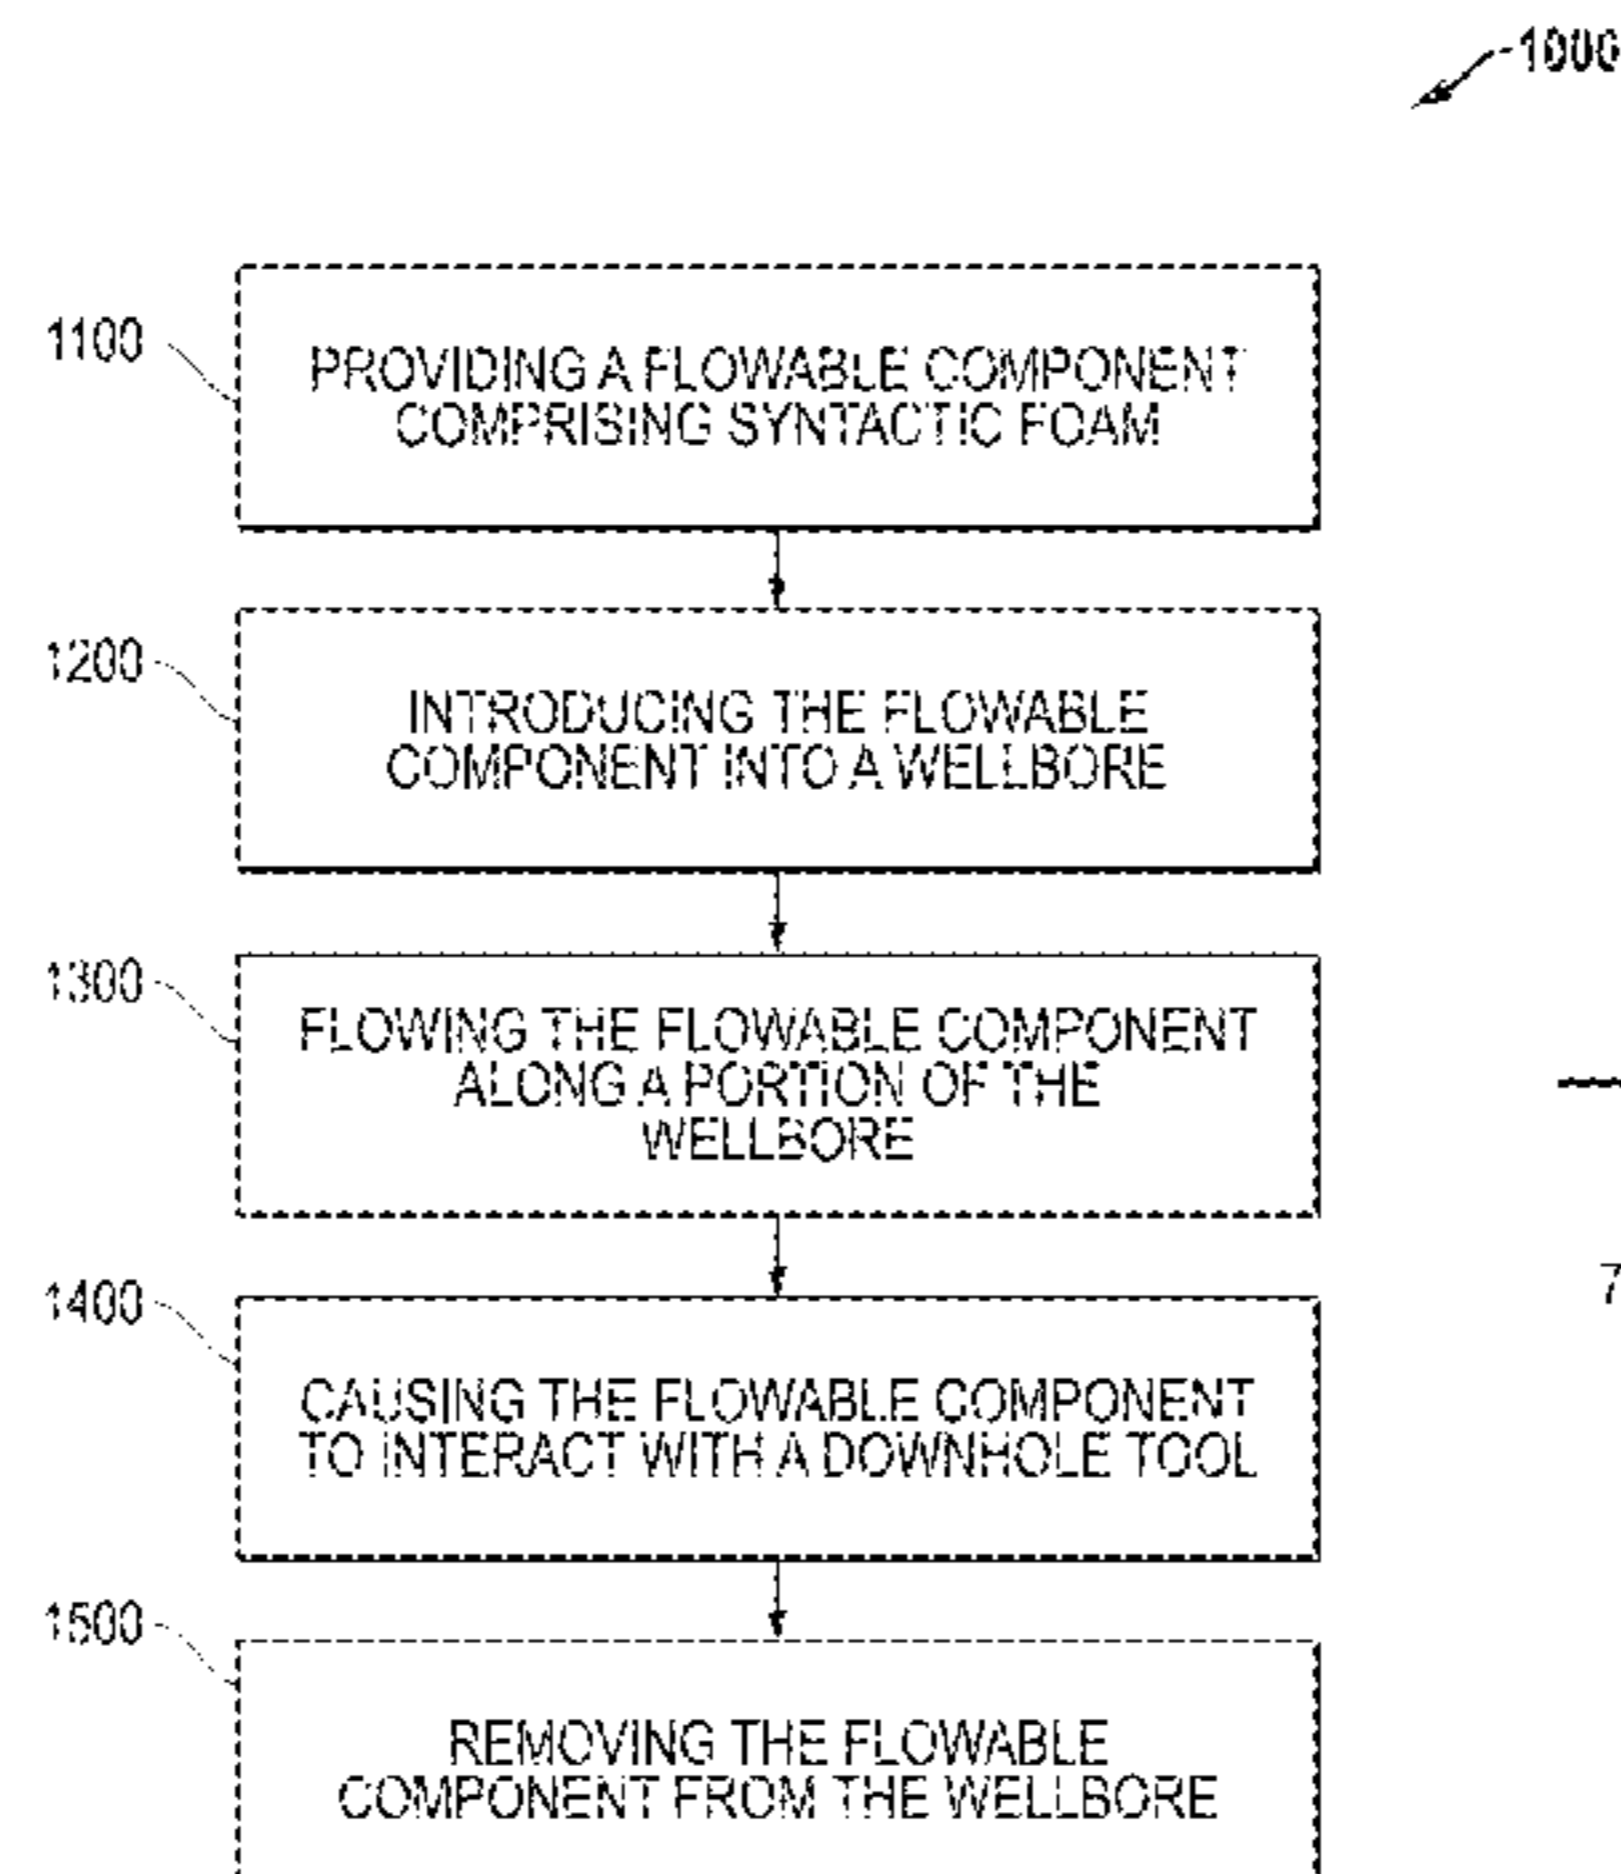 1000
1100
PROVIDING A FLOWABLE COMPONENT
COMPRISING SYNTACTIC FOAM
1200
INTRODUCING THE FLOWABLE
COMPONENT INTO A WELLBORE
1300
FLOWING THE FLOWABLE COMPONENT
ALONG A PORTION OF THE
WELLBORE
7
1400
CAUSING THE FLOWABLE COMPONENT
TO INTERACT WITH A DOWNHOLE TOOL
1500
REMOVING THE FLOWABLE
COMPONENT FROM THE WELLBORE